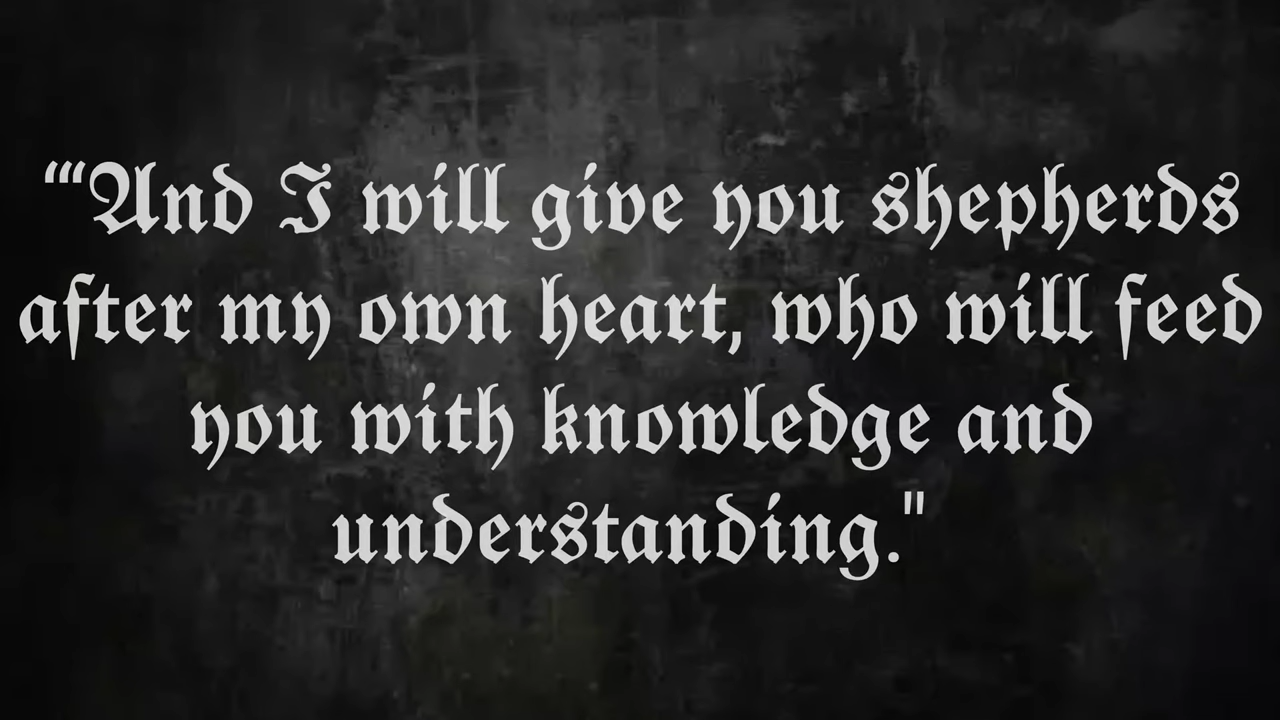 "'And I will give you shepherds
after my own heart, who will feed
you with knowledge and
understanding."